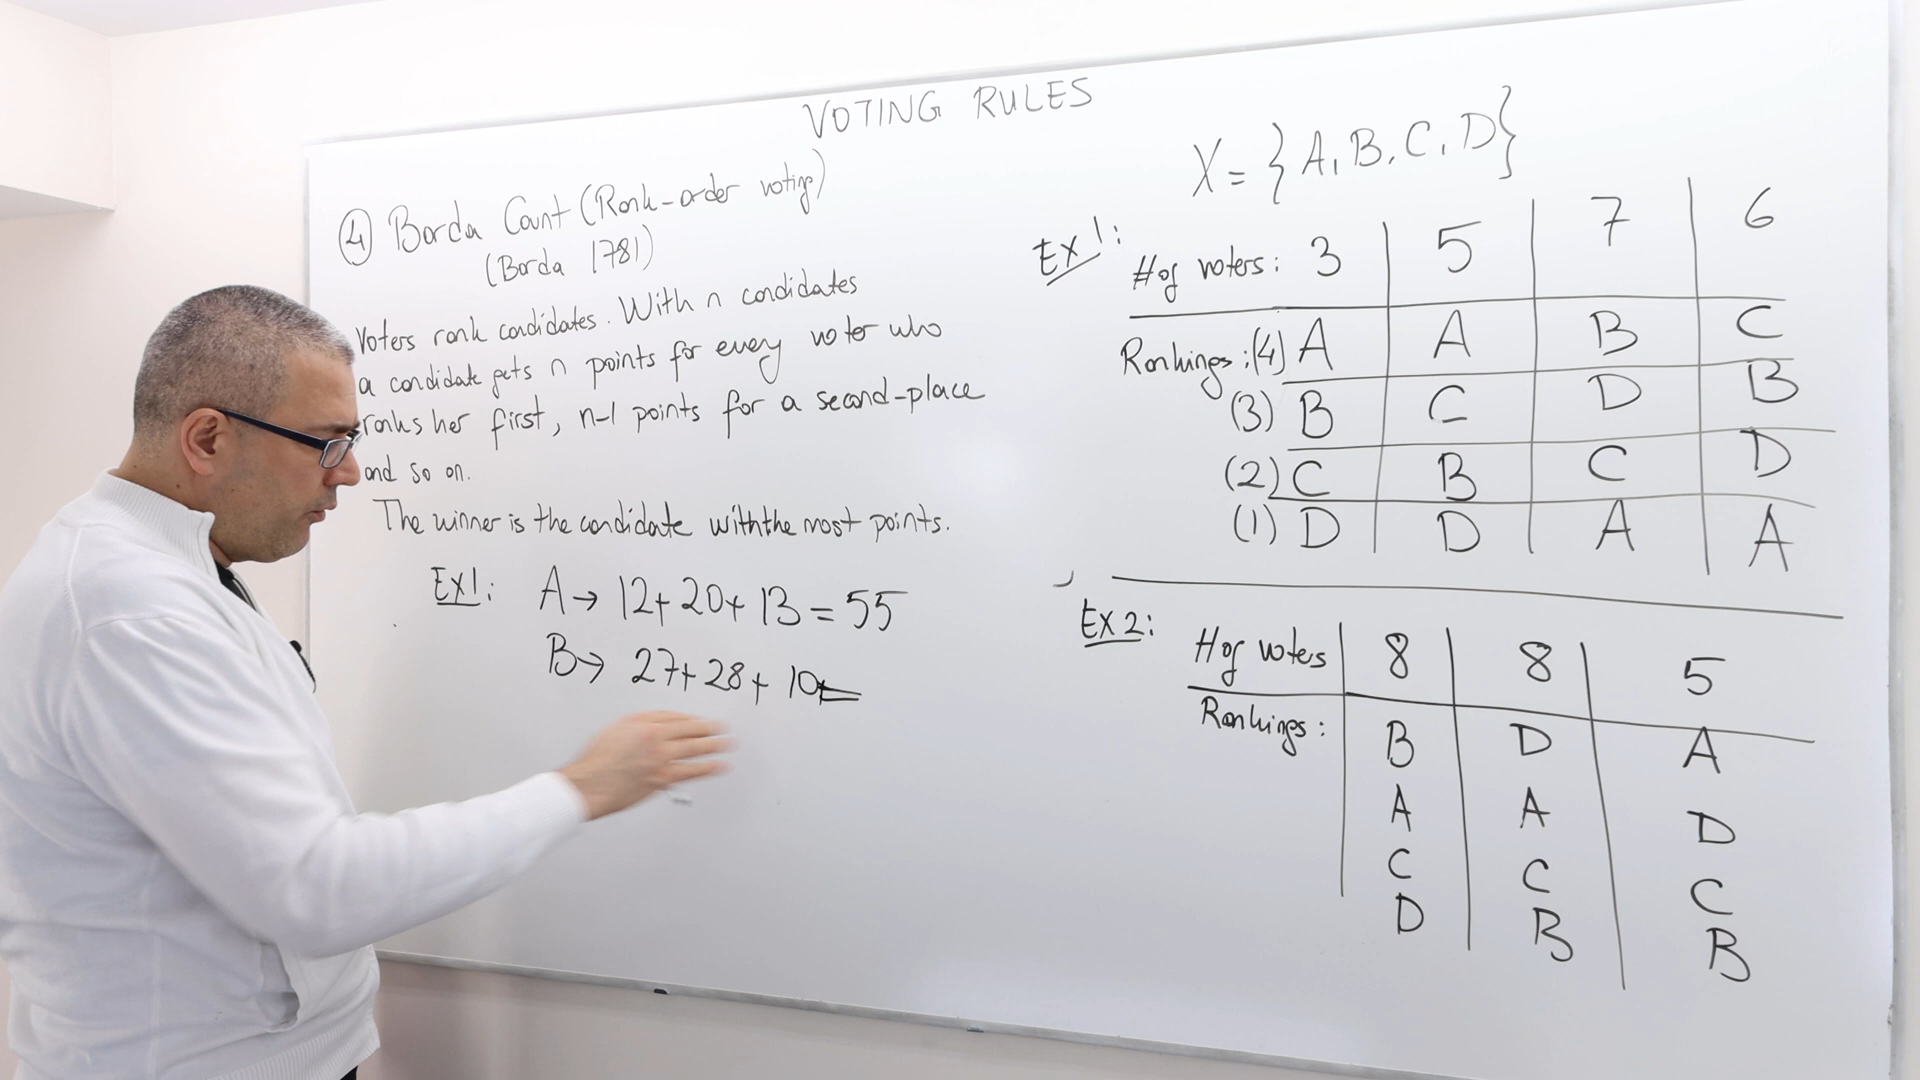 VOTING RULES
④ Borda Count (Rank-order voting)
(Borda 1781)
Voters rank candidates. With n candidates
a candidate gets n points for every voter who
ranks her first, n-1 points for a second-place
and so on.
The winner is the candidate with the most points.
Ex1: A → 12+20+13=55
B → 27+28+10=
X = {A, B, C, D}
Ex 1:
# of voters: 3 5 7 6
Rankings: (4) A A B C
(3) B C D B
(2) C B C D
(1) D D A A
Ex 2:
# of voters 8 8 5
Rankings: B D A
A A D
C C C
D B B